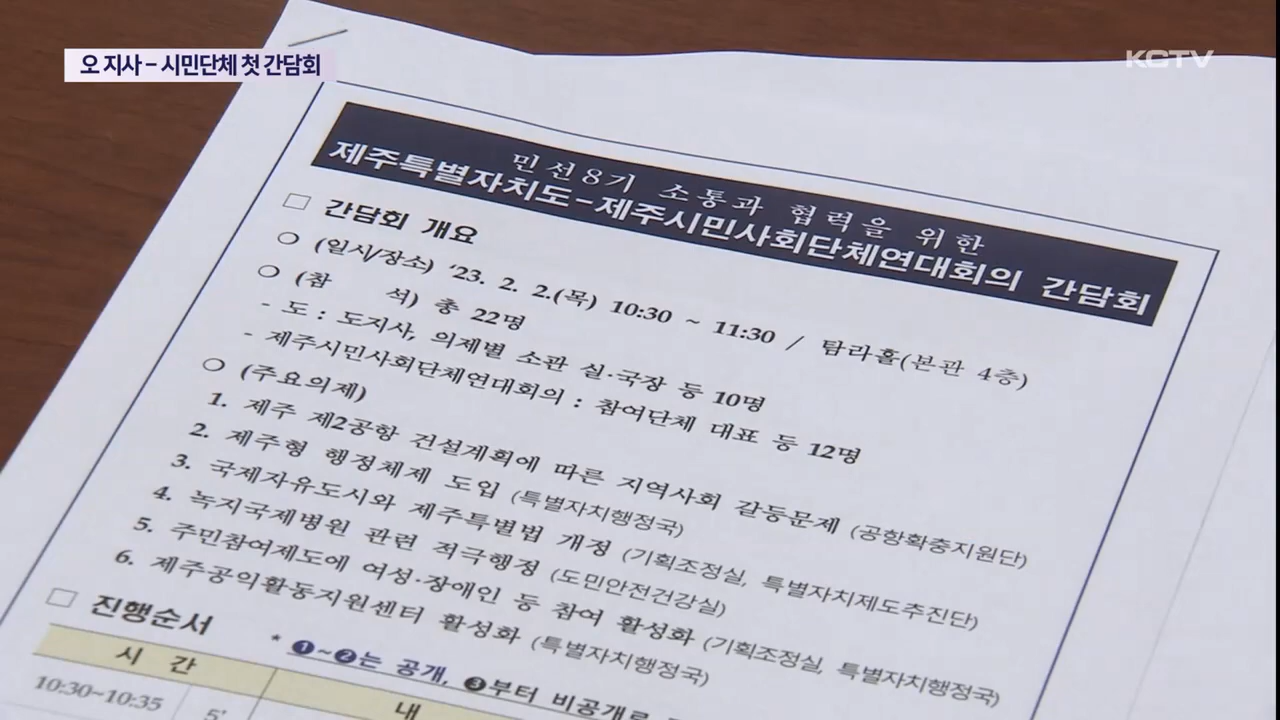 오 지사 – 시민단체 첫 간담회
KCTV
민선8기 소통과 협력을 위한
제주특별자치도-제주시민사회단체연대회의 간담회
□ 간담회 개요
○ (일시/장소) '23. 2. 2.(목) 10:30 ~ 11:30 / 탐라홀(본관 4층)
○ (참 석) 총 22명
- 도 : 도지사, 의제별 소관 실·국장 등 10명
- 제주시민사회단체연대회의 : 참여단체 대표 등 12명
○ (주요의제)
1. 제주 제2공항 건설계획에 따른 지역사회 갈등문제 (공항확충지원단)
2. 제주형 행정체제 도입 (특별자치행정국)
3. 국제자유도시와 제주특별법 개정 (기획조정실, 특별자치제도추진단)
4. 녹지국제병원 관련 적극행정 (도민안전건강실)
5. 주민참여제도에 여성·장애인 등 참여 활성화 (기획조정실, 특별자치행정국)
6. 제주공익활동지원센터 활성화 (특별자치행정국)
□ 진행순서
* ❶~❷는 공개, ❸부터 비공개로
시 간 내
10:30~10:35 5'